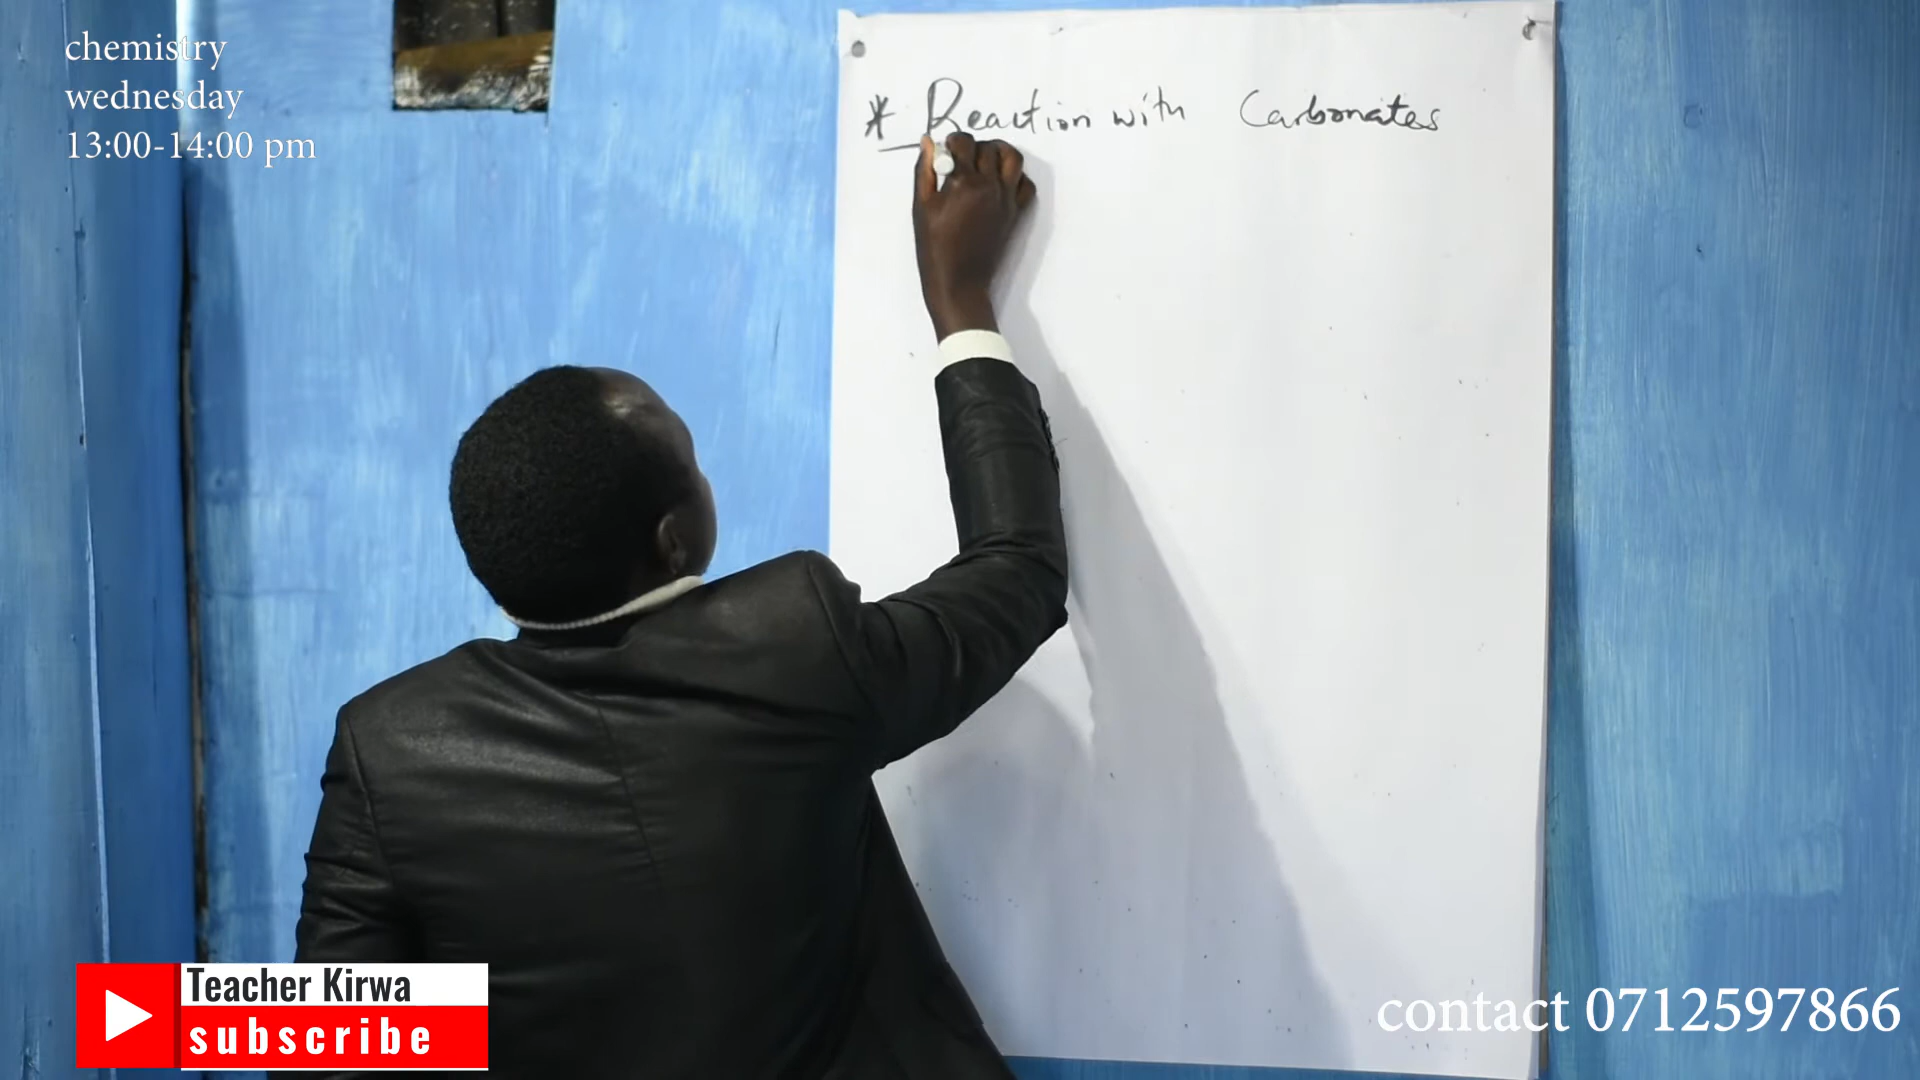 chemistry
wednesday
13:00-14:00 pm
* Reaction with Carbonates
Teacher Kirwa
subscribe
contact 0712597866